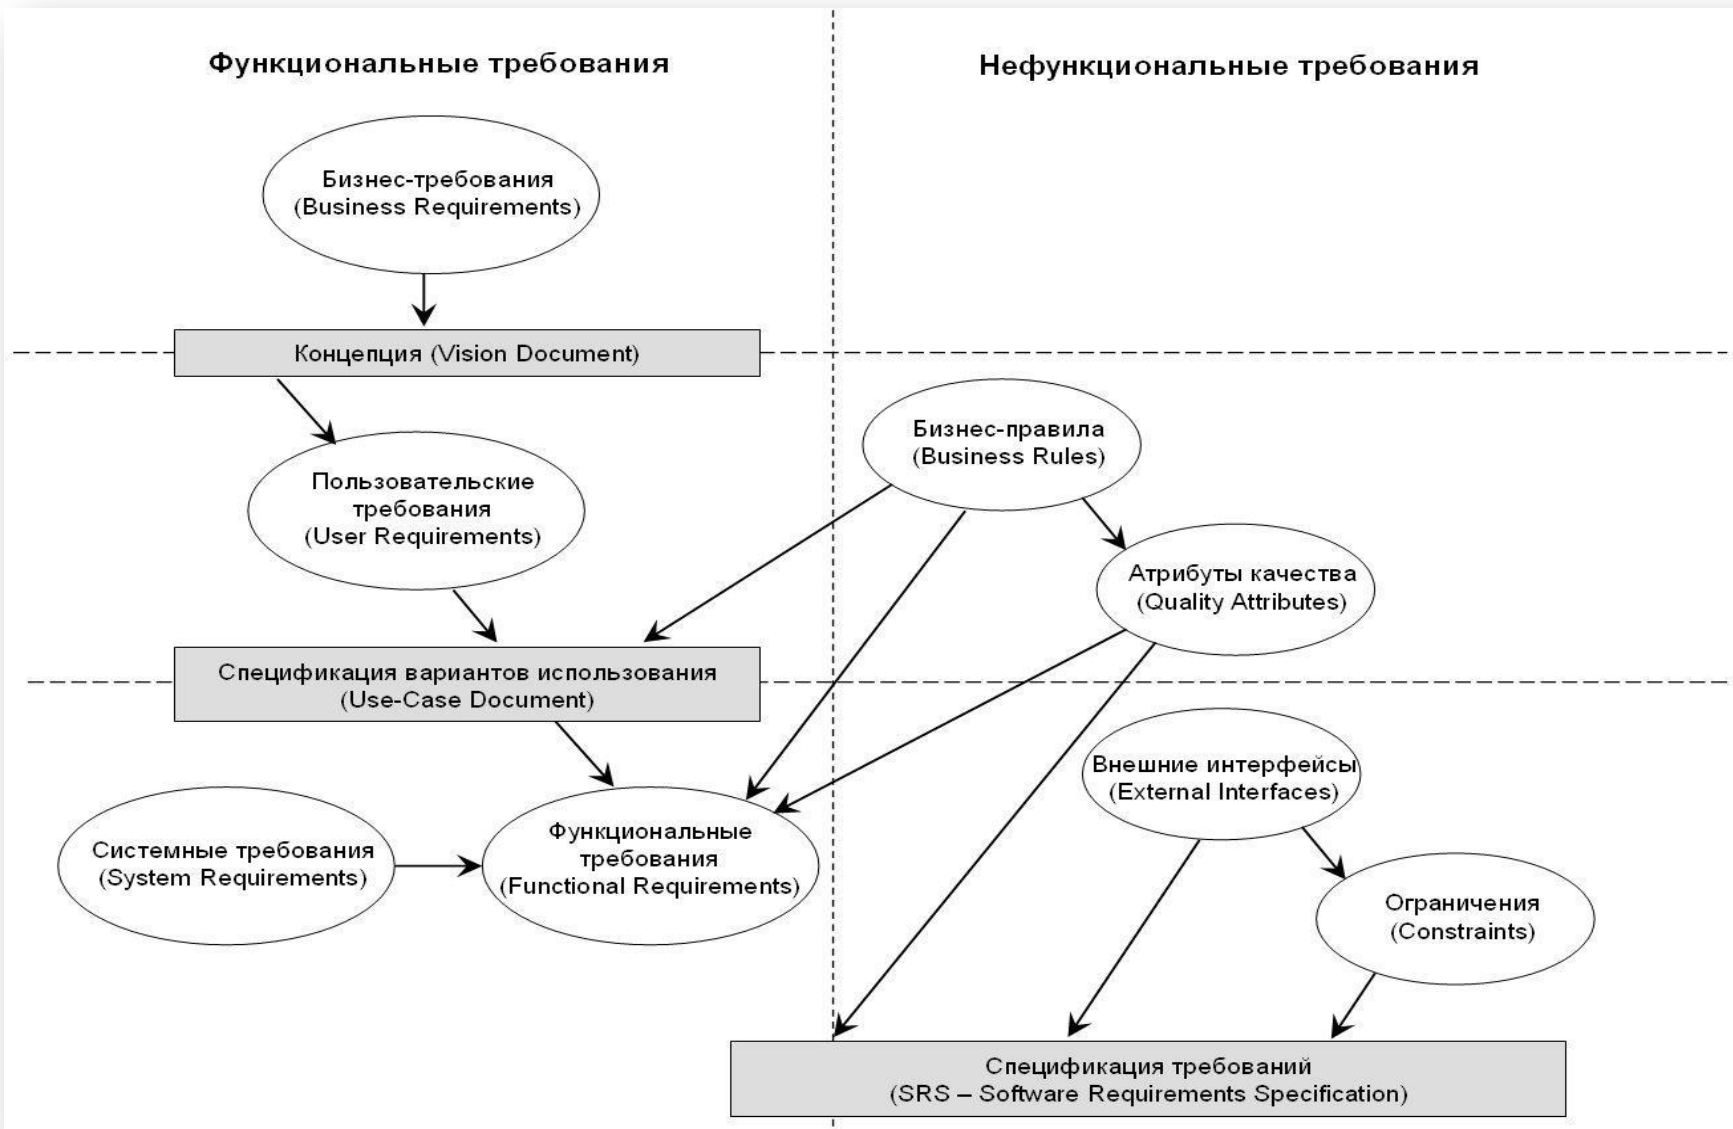 Функциональные требования
Нефункциональные требования
Бизнес-требования
(Business Requirements)
Концепция (Vision Document)
Бизнес-правила
(Business Rules)
Пользовательские
требования
(User Requirements)
Атрибуты качества
(Quality Attributes)
Спецификация вариантов использования
(Use-Case Document)
Внешние интерфейсы
(External Interfaces)
Системные требования
(System Requirements)
Функциональные
требования
(Functional Requirements)
Ограничения
(Constraints)
Спецификация требований
(SRS – Software Requirements Specification)